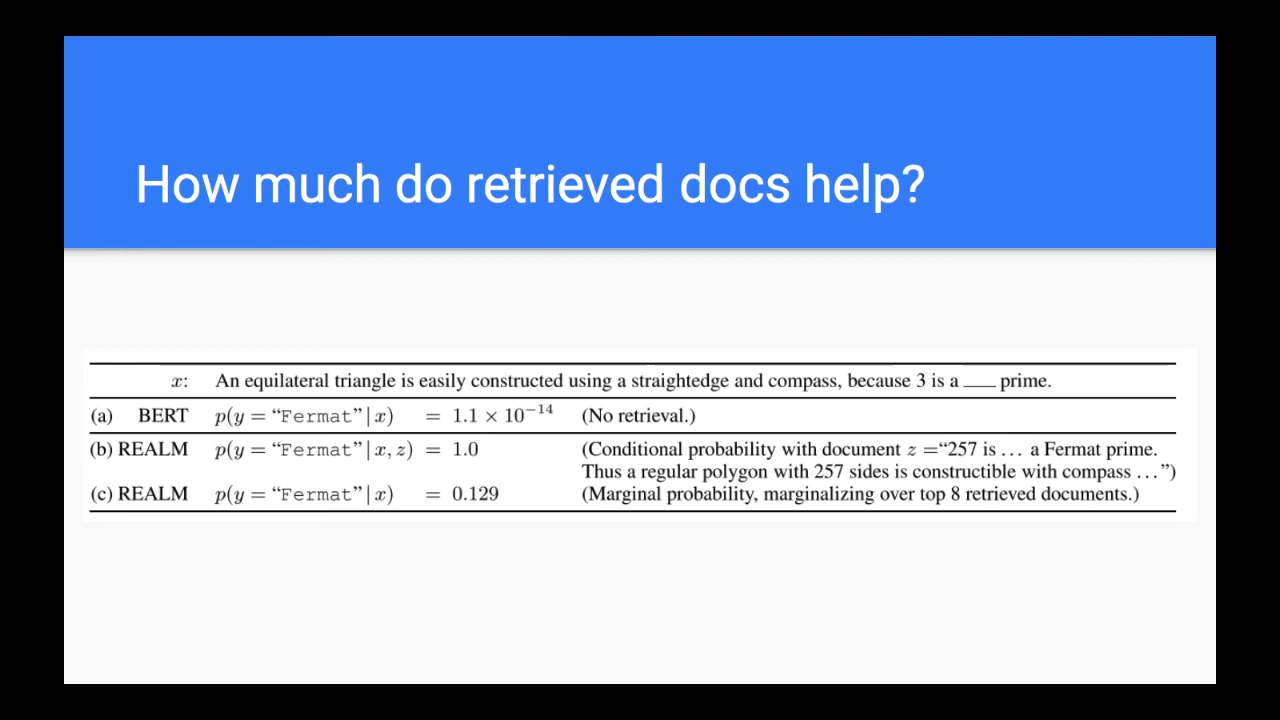 How much do retrieved docs help?
x: An equilateral triangle is easily constructed using a straightedge and compass, because 3 is a ___ prime.
(a) BERT p(y = “Fermat” | x) = 1.1 × 10⁻¹⁴ (No retrieval.)
(b) REALM p(y = “Fermat” | x, z) = 1.0 (Conditional probability with document z =“257 is … a Fermat prime.
Thus a regular polygon with 257 sides is constructible with compass …”)
(c) REALM p(y = “Fermat” | x) = 0.129 (Marginal probability, marginalizing over top 8 retrieved documents.)